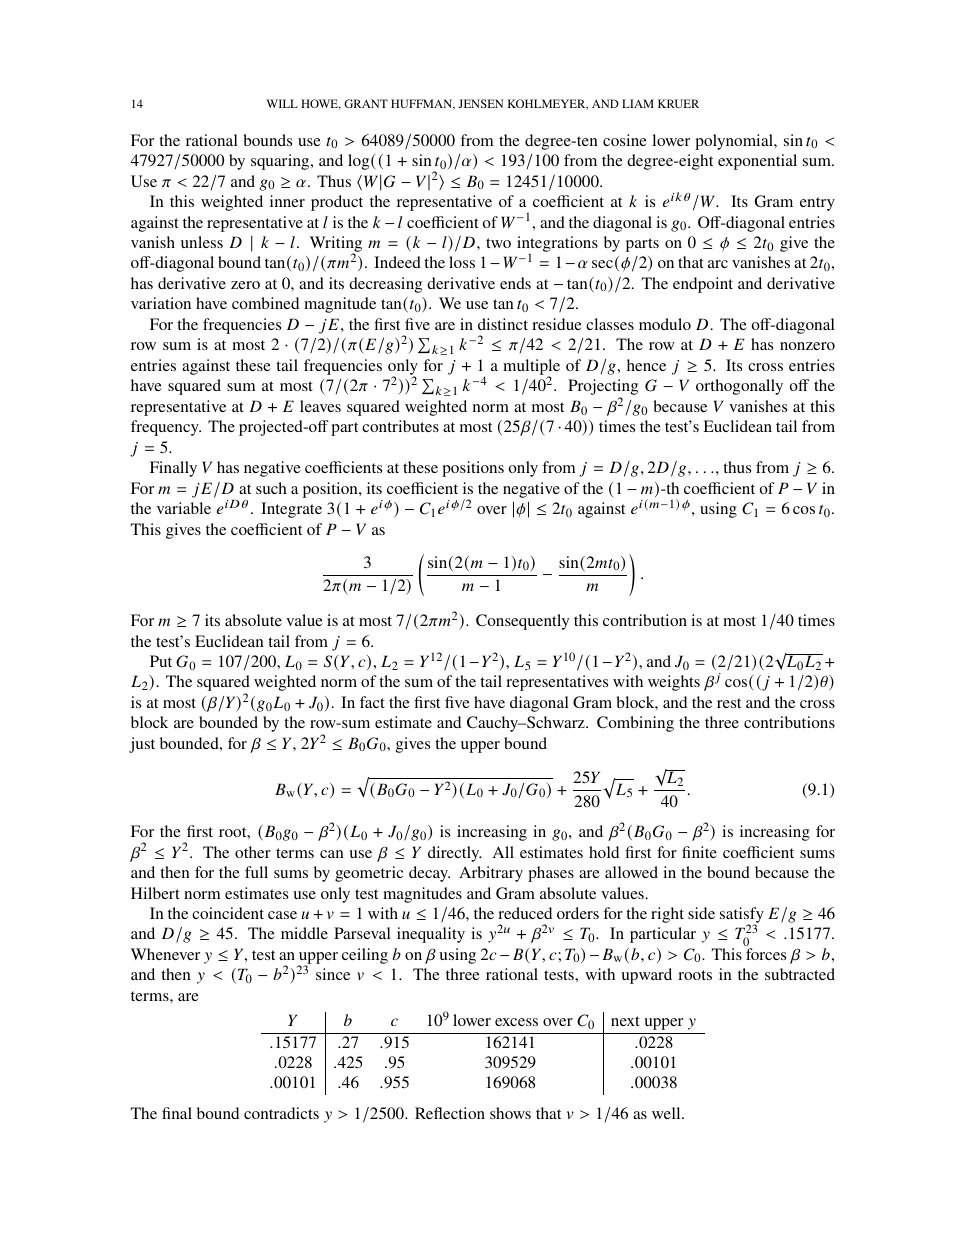 14 WILL HOWE, GRANT HUFFMAN, JENSEN KOHLMEYER, AND LIAM KRUER
For the rational bounds use t₀ > 64089/50000 from the degree-ten cosine lower polynomial, sin t₀ <
47927/50000 by squaring, and log((1 + sin t₀)/α) < 193/100 from the degree-eight exponential sum.
Use π < 22/7 and g₀ ≥ α. Thus ⟨W|G − V|²⟩ ≤ B₀ = 12451/10000.
In this weighted inner product the representative of a coefficient at k is e^{ikθ}/W. Its Gram entry
against the representative at l is the k − l coefficient of W⁻¹, and the diagonal is g₀. Off-diagonal entries
vanish unless D | k − l. Writing m = (k − l)/D, two integrations by parts on 0 ≤ ϕ ≤ 2t₀ give the
off-diagonal bound tan(t₀)/(πm²). Indeed the loss 1 − W⁻¹ = 1 − α sec(ϕ/2) on that arc vanishes at 2t₀,
has derivative zero at 0, and its decreasing derivative ends at − tan(t₀)/2. The endpoint and derivative
variation have combined magnitude tan(t₀). We use tan t₀ < 7/2.
For the frequencies D − jE, the first five are in distinct residue classes modulo D. The off-diagonal
row sum is at most 2 · (7/2)/(π(E/g)²) ∑_{k≥1} k⁻² ≤ π/42 < 2/21. The row at D + E has nonzero
entries against these tail frequencies only for j + 1 a multiple of D/g, hence j ≥ 5. Its cross entries
have squared sum at most (7/(2π · 7²))² ∑_{k≥1} k⁻⁴ < 1/40². Projecting G − V orthogonally off the
representative at D + E leaves squared weighted norm at most B₀ − β²/g₀ because V vanishes at this
frequency. The projected-off part contributes at most (25β/(7 · 40)) times the test's Euclidean tail from
j = 5.
Finally V has negative coefficients at these positions only from j = D/g, 2D/g, . . ., thus from j ≥ 6.
For m = jE/D at such a position, its coefficient is the negative of the (1 − m)-th coefficient of P − V in
the variable e^{iDθ}. Integrate 3(1 + e^{iϕ}) − C₁e^{iϕ/2} over |ϕ| ≤ 2t₀ against e^{i(m−1)ϕ}, using C₁ = 6 cos t₀.
This gives the coefficient of P − V as
3/(2π(m − 1/2)) ( sin(2(m − 1)t₀)/(m − 1) − sin(2mt₀)/m ).
For m ≥ 7 its absolute value is at most 7/(2πm²). Consequently this contribution is at most 1/40 times
the test's Euclidean tail from j = 6.
Put G₀ = 107/200, L₀ = S(Y, c), L₂ = Y¹²/(1−Y²), L₅ = Y¹⁰/(1−Y²), and J₀ = (2/21)(2√(L₀L₂) +
L₂). The squared weighted norm of the sum of the tail representatives with weights β^j cos((j + 1/2)θ)
is at most (β/Y)²(g₀L₀ + J₀). In fact the first five have diagonal Gram block, and the rest and the cross
block are bounded by the row-sum estimate and Cauchy–Schwarz. Combining the three contributions
just bounded, for β ≤ Y, 2Y² ≤ B₀G₀, gives the upper bound
B_w(Y, c) = √((B₀G₀ − Y²)(L₀ + J₀/G₀)) + 25Y/280 √L₅ + √L₂/40. (9.1)
For the first root, (B₀g₀ − β²)(L₀ + J₀/g₀) is increasing in g₀, and β²(B₀G₀ − β²) is increasing for
β² ≤ Y². The other terms can use β ≤ Y directly. All estimates hold first for finite coefficient sums
and then for the full sums by geometric decay. Arbitrary phases are allowed in the bound because the
Hilbert norm estimates use only test magnitudes and Gram absolute values.
In the coincident case u + v = 1 with u ≤ 1/46, the reduced orders for the right side satisfy E/g ≥ 46
and D/g ≥ 45. The middle Parseval inequality is y^{2u} + β^{2v} ≤ T₀. In particular y ≤ T₀²³ < .15177.
Whenever y ≤ Y, test an upper ceiling b on β using 2c − B(Y, c; T₀) − B_w(b, c) > C₀. This forces β > b,
and then y < (T₀ − b²)²³ since v < 1. The three rational tests, with upward roots in the subtracted
terms, are
Y b c 10⁹ lower excess over C₀ next upper y
.15177 .27 .915 162141 .0228
.0228 .425 .95 309529 .00101
.00101 .46 .955 169068 .00038
The final bound contradicts y > 1/2500. Reflection shows that v > 1/46 as well.